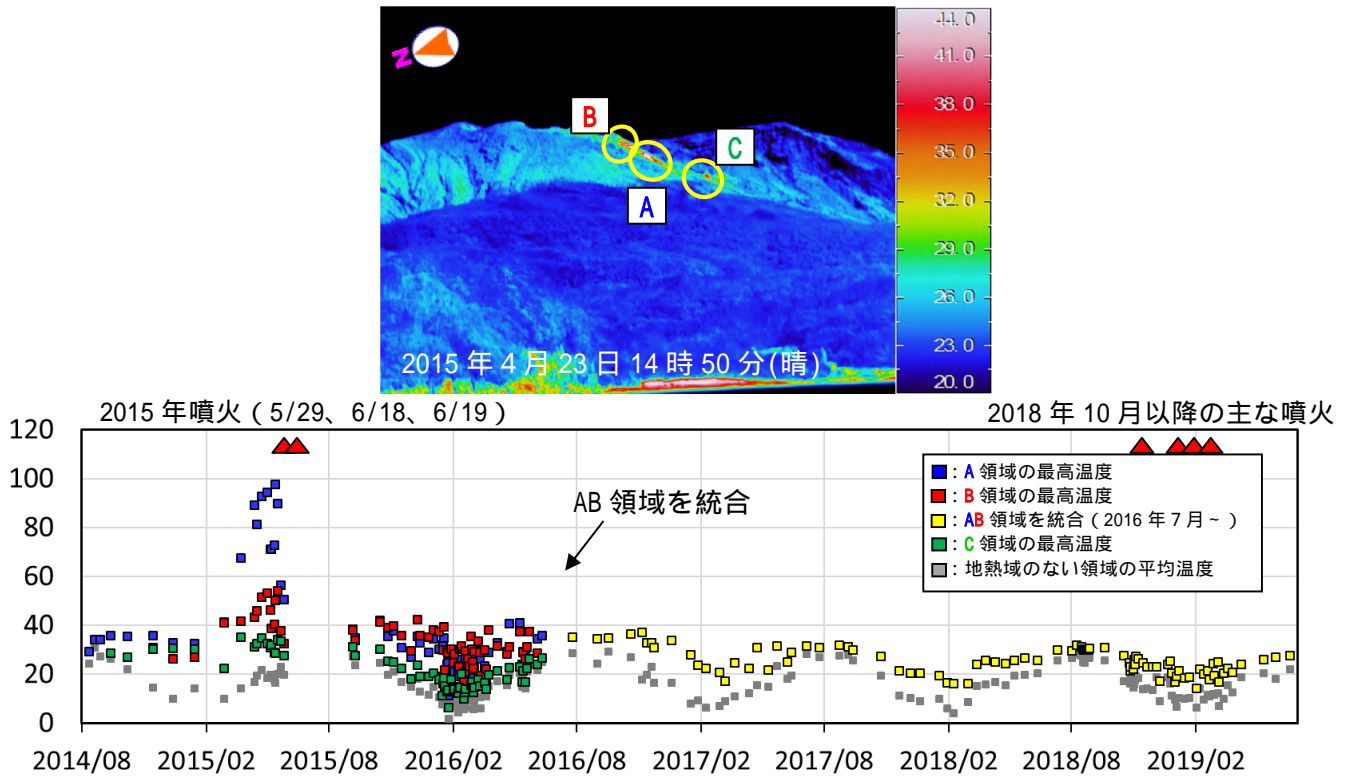 N
44.0
41.0
38.0
35.0
32.0
29.0
26.0
23.0
20.0
B
C
A
2015 年 4 月 23 日 14 時 50 分(晴)
2015 年噴火（5/29、6/18、6/19）
2018 年 10 月以降の主な噴火
120
100
80
60
40
20
0
AB 領域を統合
: A 領域の最高温度
: B 領域の最高温度
: AB 領域を統合（2016 年 7 月～）
: C 領域の最高温度
: 地熱域のない領域の平均温度
2014/08 2015/02 2015/08 2016/02 2016/08 2017/02 2017/08 2018/02 2018/08 2019/02